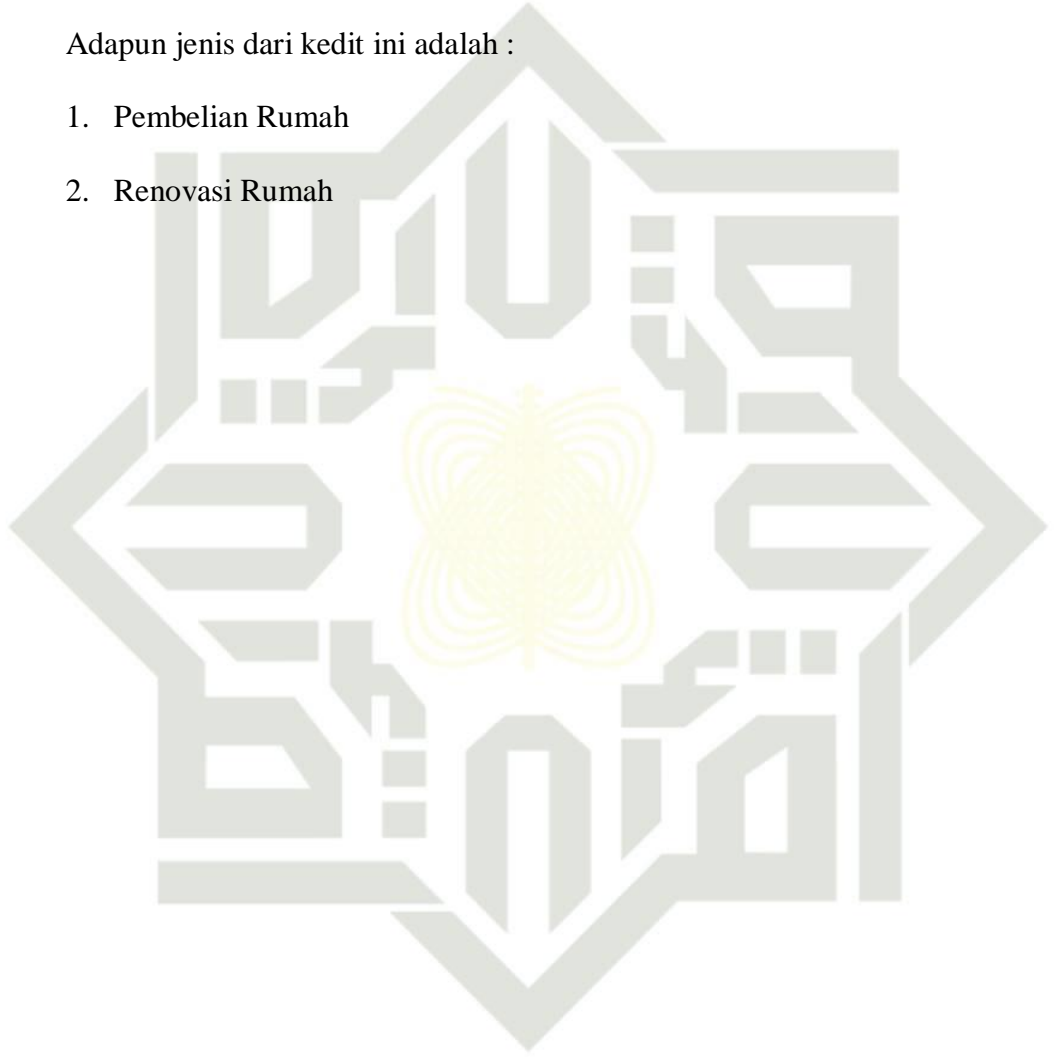 Adapun jenis dari kedit ini adalah :
1. Pembelian Rumah
2. Renovasi Rumah